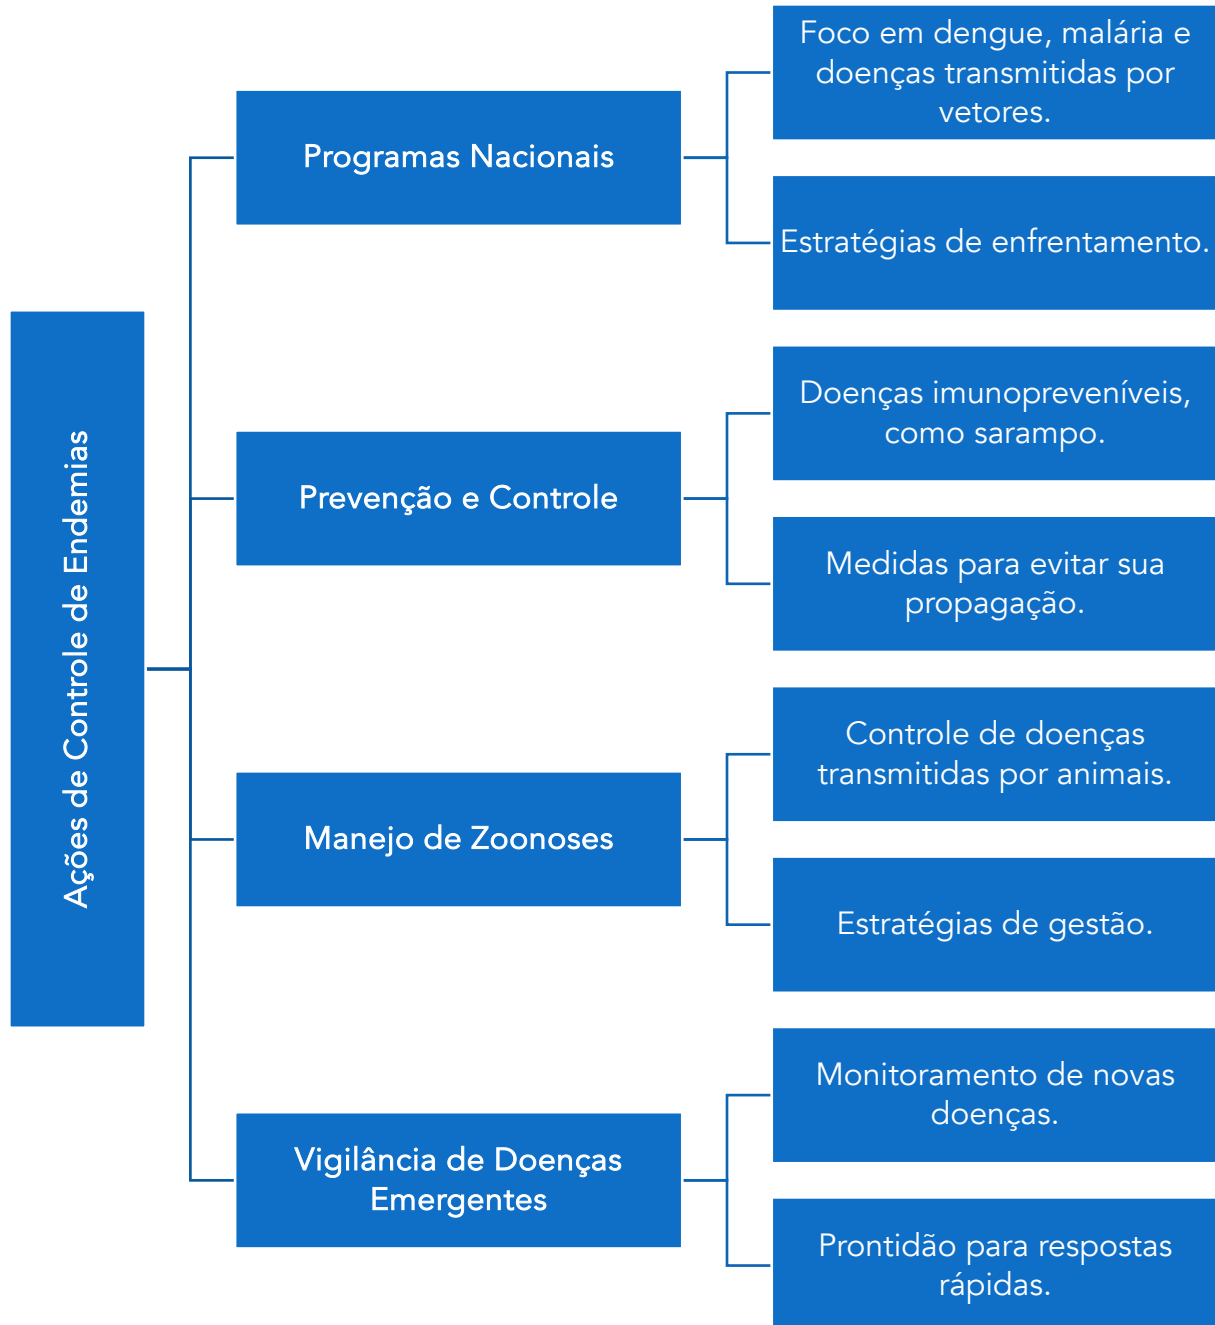 Ações de Controle de Endemias
Programas Nacionais
Foco em dengue, malária e
doenças transmitidas por
vetores.
Estratégias de enfrentamento.
Prevenção e Controle
Doenças imunopreveníveis,
como sarampo.
Medidas para evitar sua
propagação.
Manejo de Zoonoses
Controle de doenças
transmitidas por animais.
Estratégias de gestão.
Vigilância de Doenças
Emergentes
Monitoramento de novas
doenças.
Prontidão para respostas
rápidas.